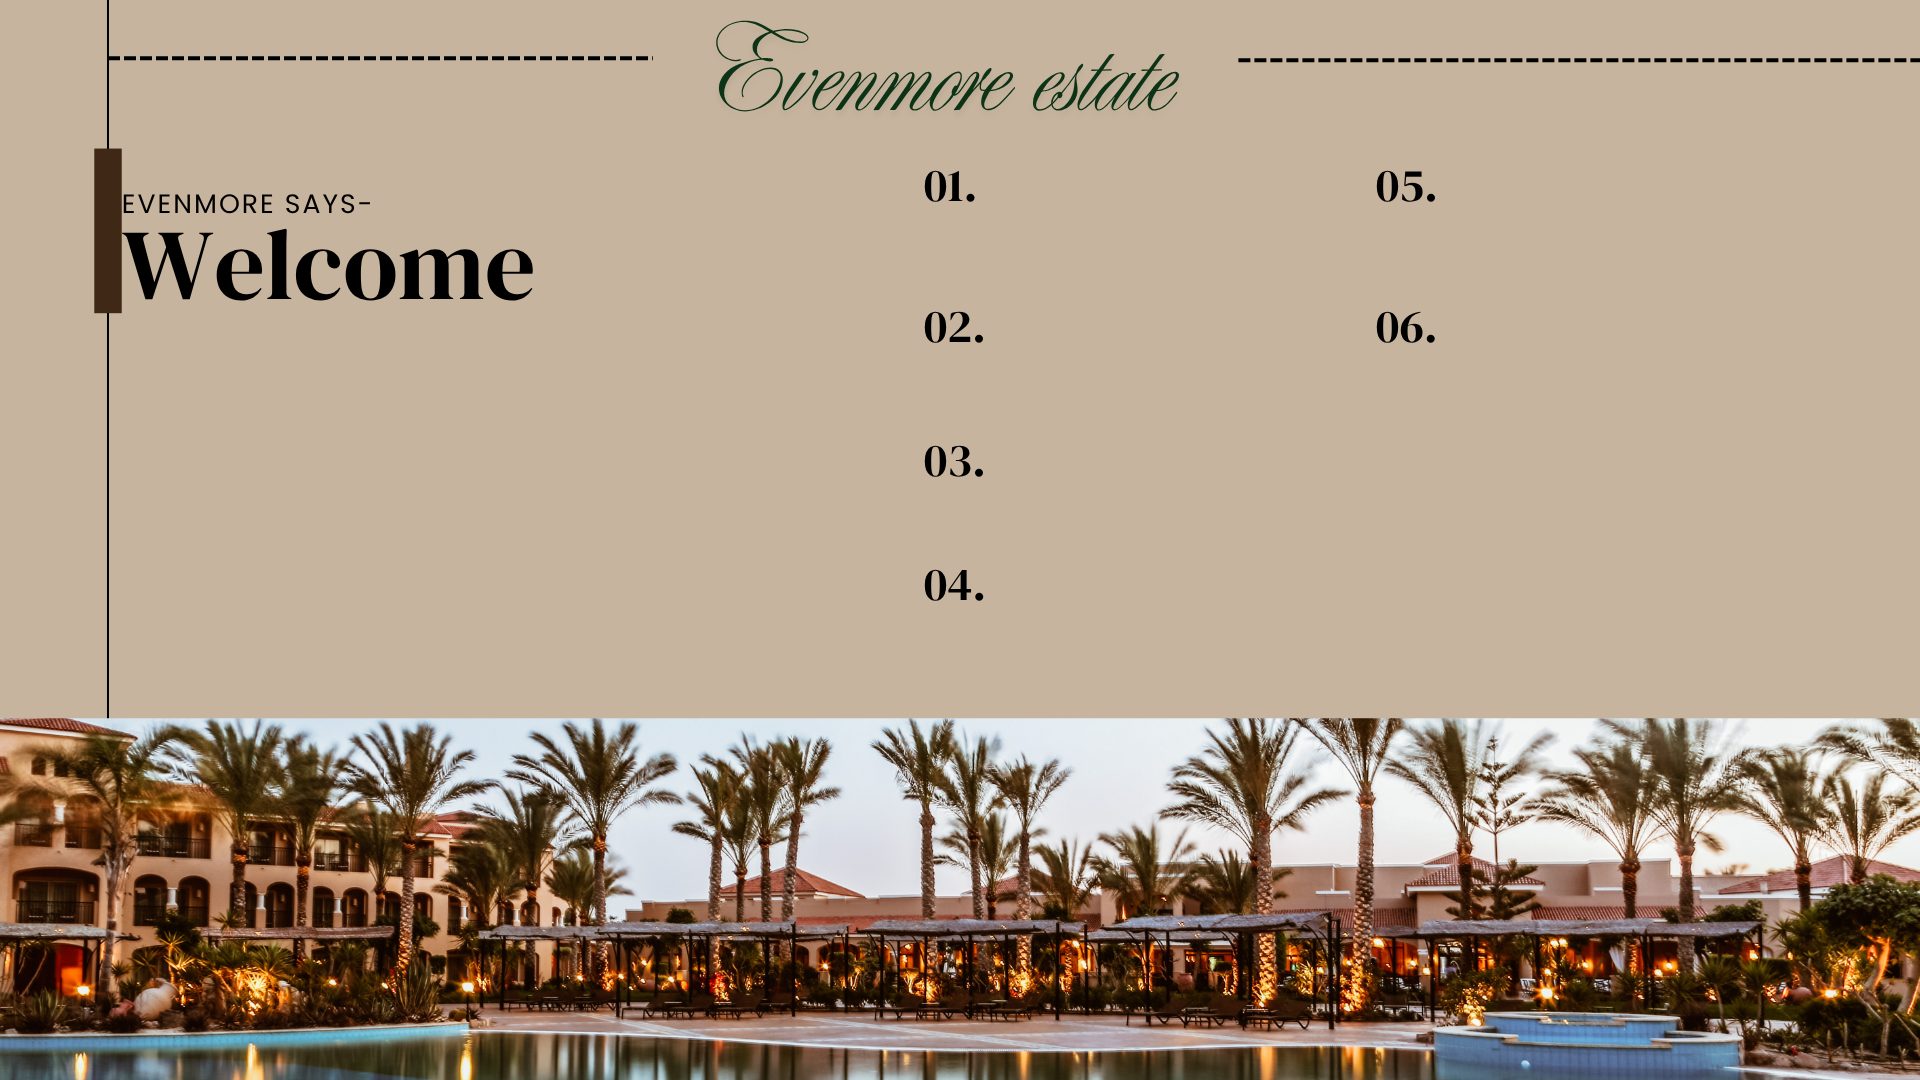 Evenmore estate
EVENMORE SAYS-
Welcome
01.
02.
03.
04.
05.
06.